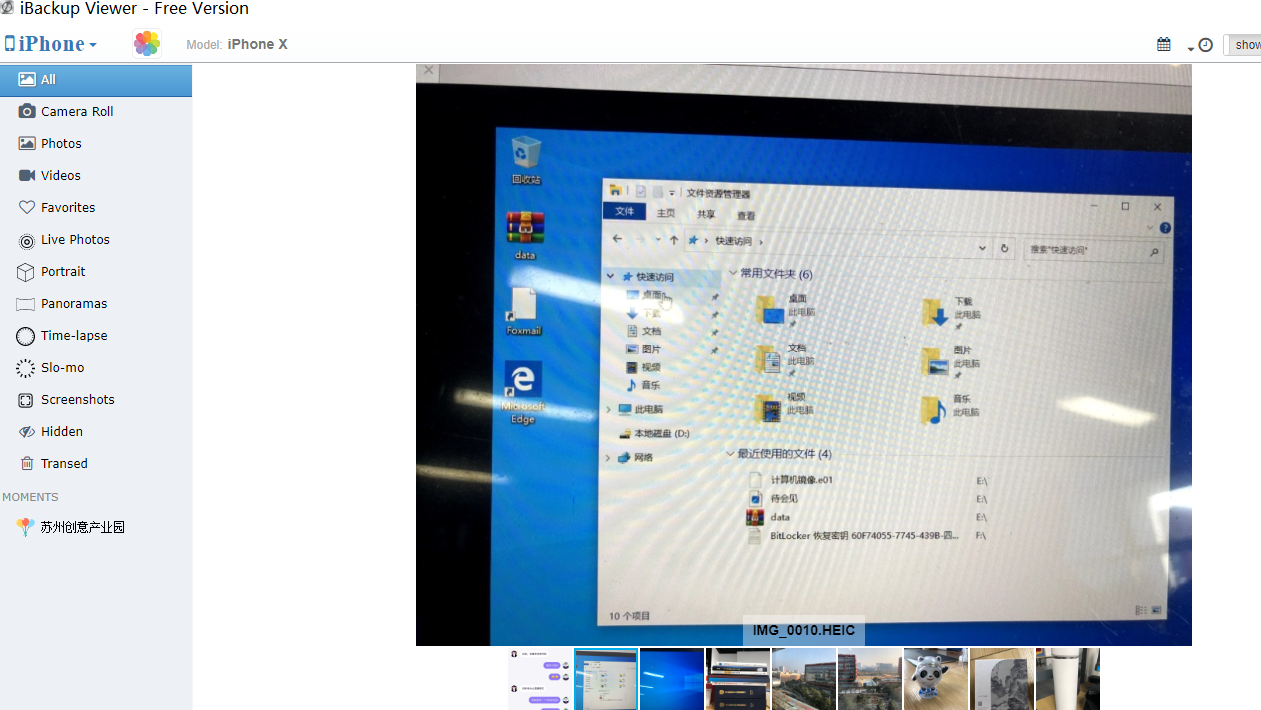 iBackup Viewer - Free Version
iPhone
Model: iPhone X
show
All
Camera Roll
Photos
Videos
Favorites
Live Photos
Portrait
Panoramas
Time-lapse
Slo-mo
Screenshots
Hidden
Transed
MOMENTS
苏州创意产业园
回收站
data
Foxmail
Microsoft
Edge
文件资源管理器
文件 主页 共享 查看
快速访问
搜索"快速访问"
快速访问
桌面
下载
文档
图片
视频
音乐
此电脑
本地磁盘 (D:)
网络
常用文件夹 (6)
桌面
此电脑
下载
此电脑
文档
此电脑
图片
此电脑
视频
此电脑
音乐
此电脑
最近使用的文件 (4)
计算机镜像.e01 E:\
待会见 E:\
data E:\
BitLocker 恢复密钥 60F74055-7745-439B-四... F:\
10 个项目
IMG_0010.HEIC